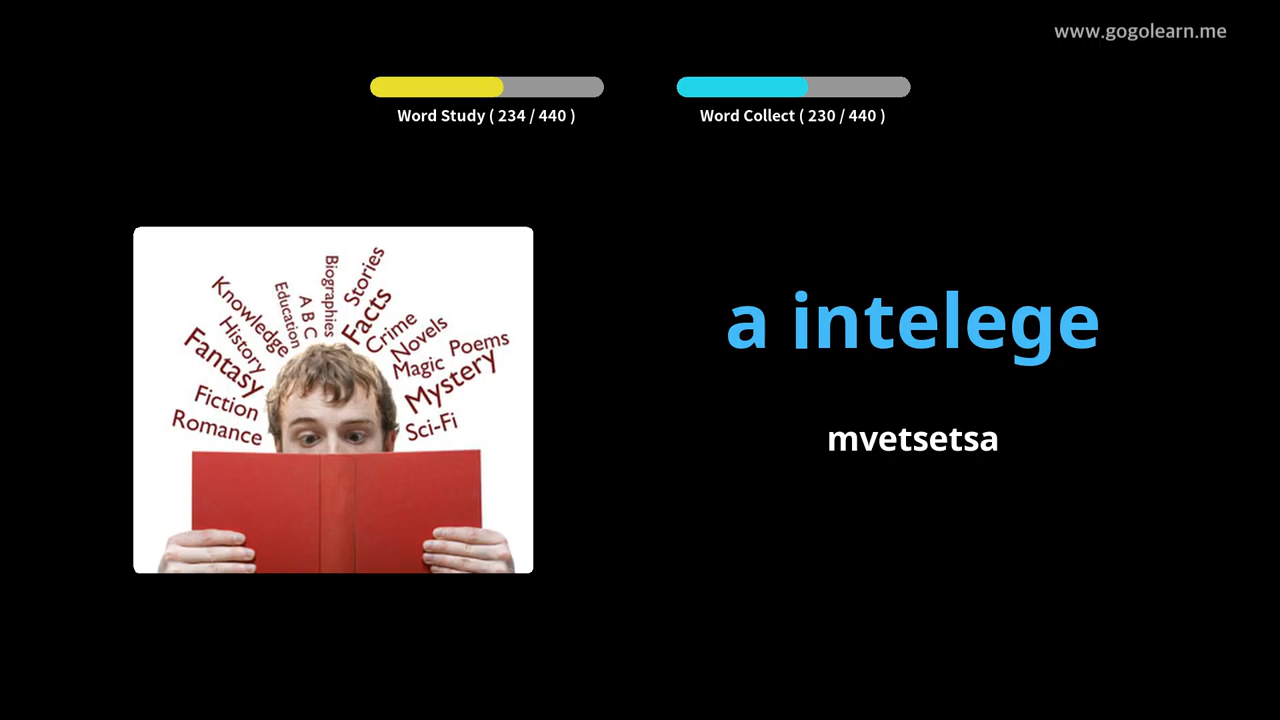 www.gogolearn.me
Word Study ( 234 / 440 )
Word Collect ( 230 / 440 )
Knowledge
Education
A B C
Biographies
Stories
Facts
Crime
Novels
Poems
History
Fantasy
Magic
Mystery
Fiction
Romance
Sci-Fi
a intelege
mvetsetsa